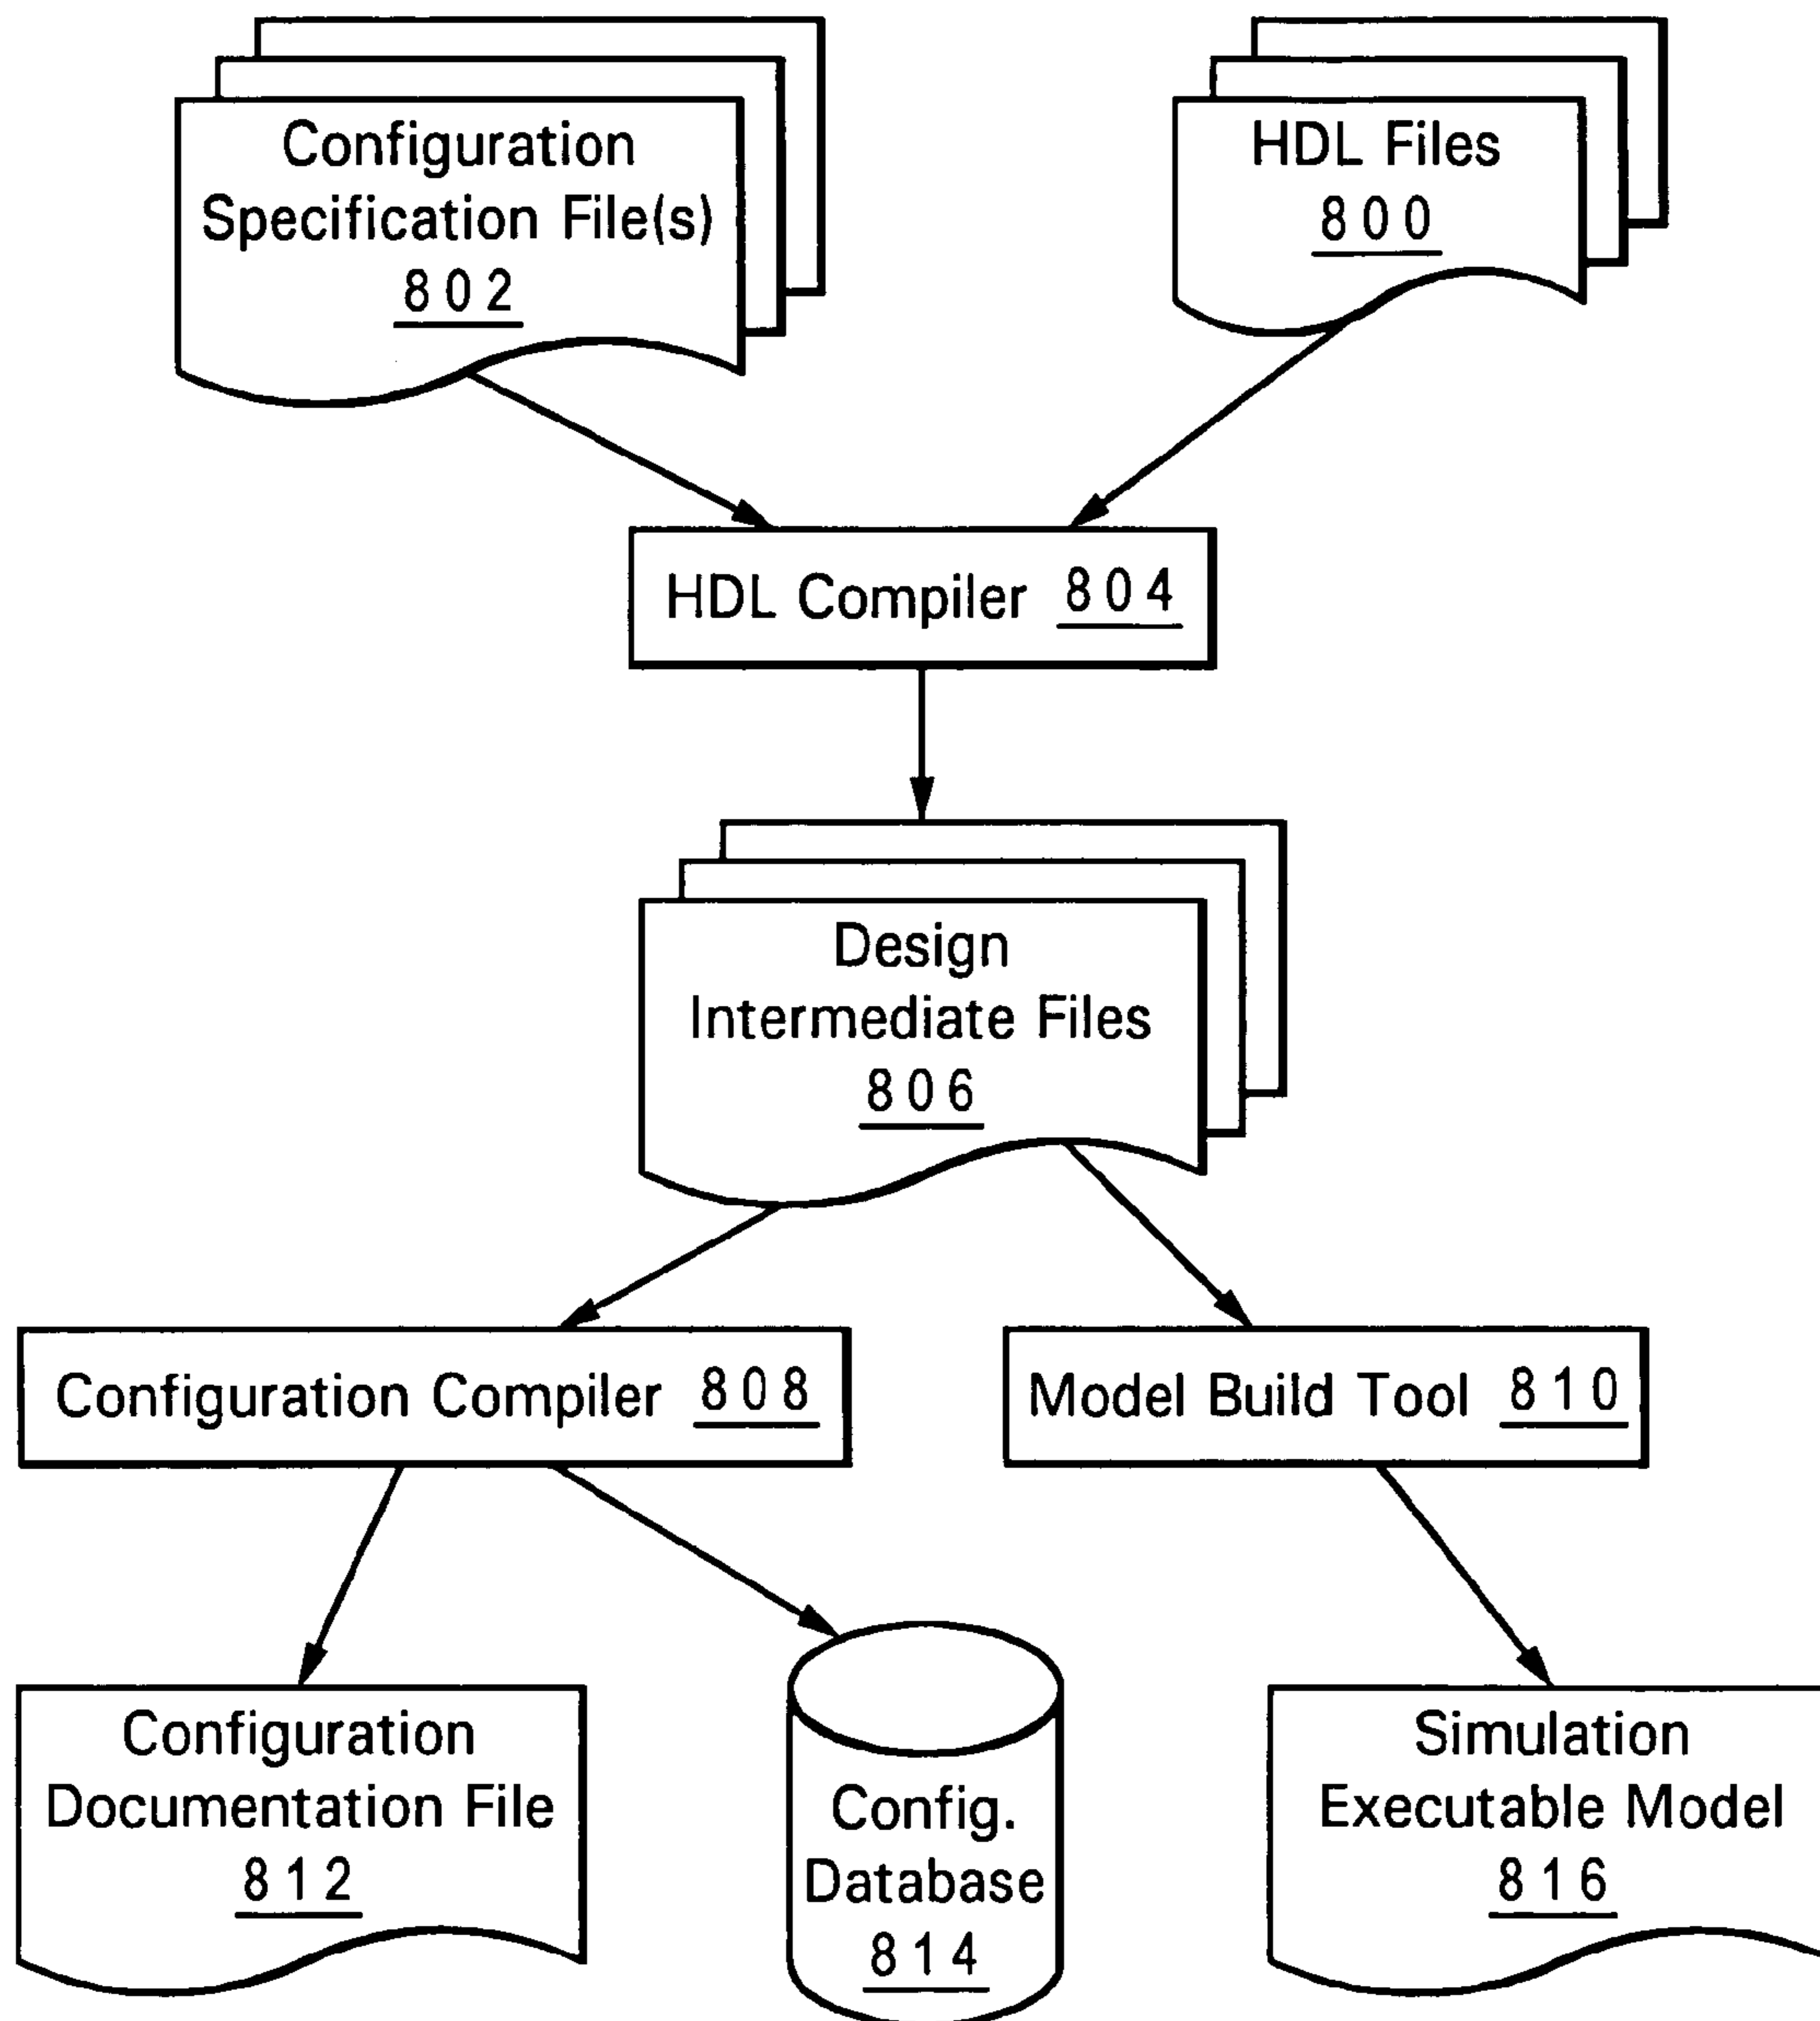 Configuration
Specification File(s)
802
HDL Files
800
HDL Compiler 804
Design
Intermediate Files
806
Configuration Compiler 808
Model Build Tool 810
Configuration
Documentation File
812
Config.
Database
814
Simulation
Executable Model
816